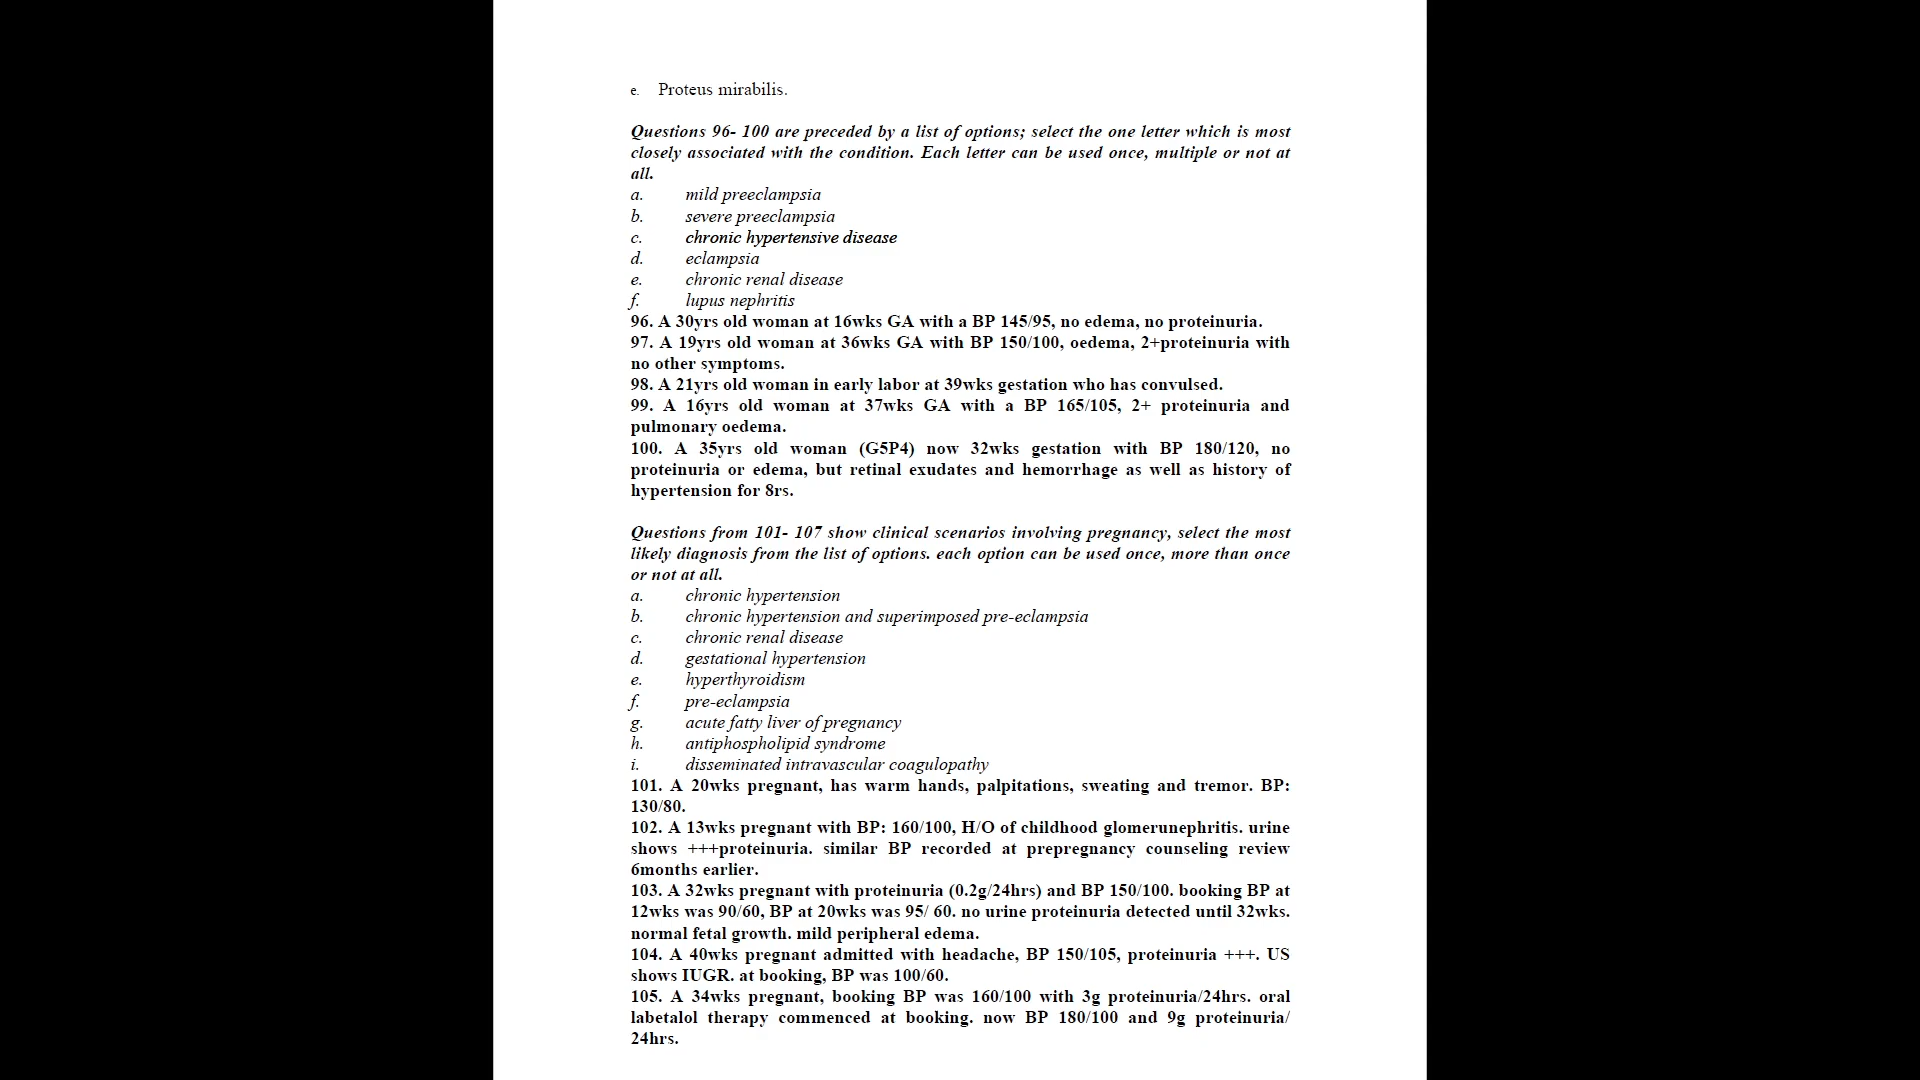 e. Proteus mirabilis.
Questions 96- 100 are preceded by a list of options; select the one letter which is most
closely associated with the condition. Each letter can be used once, multiple or not at
all.
a. mild preeclampsia
b. severe preeclampsia
c. chronic hypertensive disease
d. eclampsia
e. chronic renal disease
f. lupus nephritis
96. A 30yrs old woman at 16wks GA with a BP 145/95, no edema, no proteinuria.
97. A 19yrs old woman at 36wks GA with BP 150/100, oedema, 2+proteinuria with
no other symptoms.
98. A 21yrs old woman in early labor at 39wks gestation who has convulsed.
99. A 16yrs old woman at 37wks GA with a BP 165/105, 2+ proteinuria and
pulmonary oedema.
100. A 35yrs old woman (G5P4) now 32wks gestation with BP 180/120, no
proteinuria or edema, but retinal exudates and hemorrhage as well as history of
hypertension for 8rs.
Questions from 101- 107 show clinical scenarios involving pregnancy, select the most
likely diagnosis from the list of options. each option can be used once, more than once
or not at all.
a. chronic hypertension
b. chronic hypertension and superimposed pre-eclampsia
c. chronic renal disease
d. gestational hypertension
e. hyperthyroidism
f. pre-eclampsia
g. acute fatty liver of pregnancy
h. antiphospholipid syndrome
i. disseminated intravascular coagulopathy
101. A 20wks pregnant, has warm hands, palpitations, sweating and tremor. BP:
130/80.
102. A 13wks pregnant with BP: 160/100, H/O of childhood glomerunephritis. urine
shows +++proteinuria. similar BP recorded at prepregnancy counseling review
6months earlier.
103. A 32wks pregnant with proteinuria (0.2g/24hrs) and BP 150/100. booking BP at
12wks was 90/60, BP at 20wks was 95/ 60. no urine proteinuria detected until 32wks.
normal fetal growth. mild peripheral edema.
104. A 40wks pregnant admitted with headache, BP 150/105, proteinuria +++. US
shows IUGR. at booking, BP was 100/60.
105. A 34wks pregnant, booking BP was 160/100 with 3g proteinuria/24hrs. oral
labetalol therapy commenced at booking. now BP 180/100 and 9g proteinuria/
24hrs.